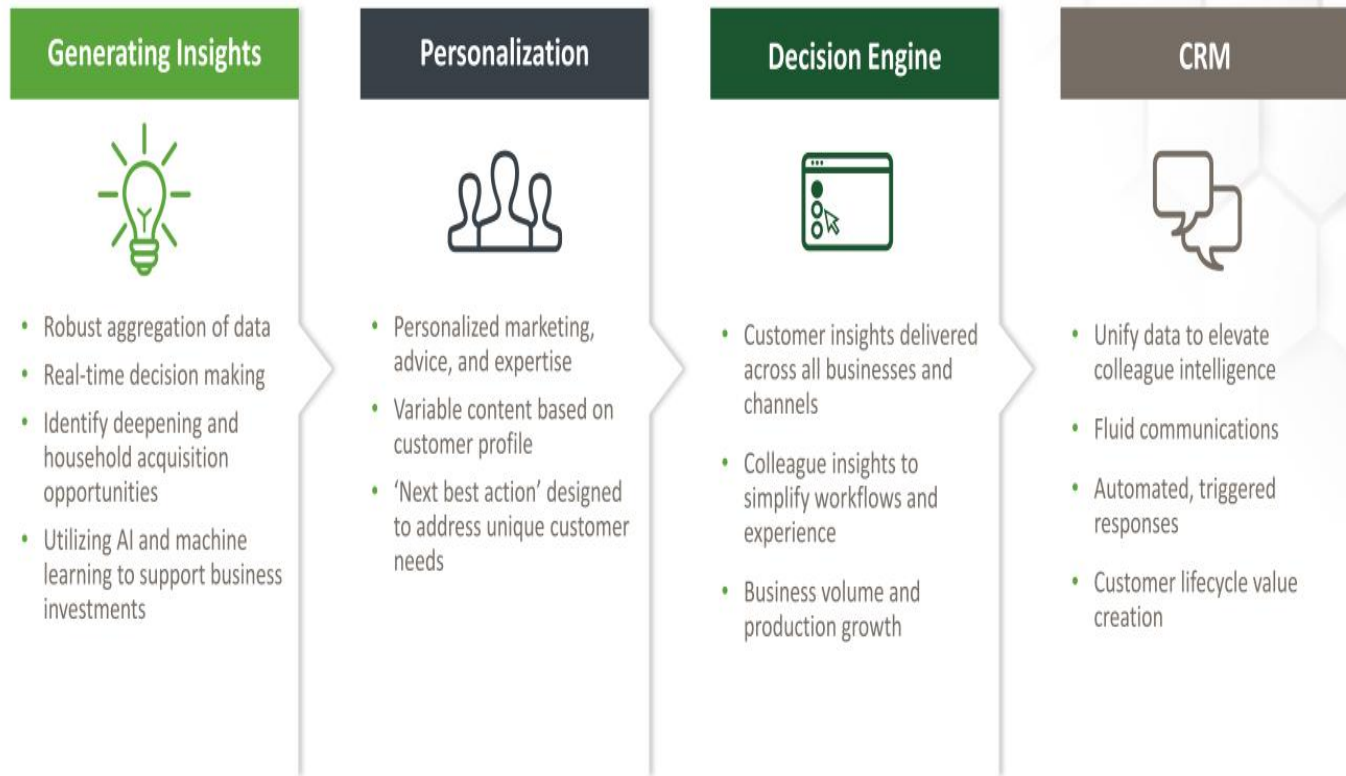 Generating Insights
• Robust aggregation of data
• Real-time decision making
• Identify deepening and
household acquisition
opportunities
• Utilizing AI and machine
learning to support business
investments
Personalization
• Personalized marketing,
advice, and expertise
• Variable content based on
customer profile
• ‘Next best action’ designed
to address unique customer
needs
Decision Engine
• Customer insights delivered
across all businesses and
channels
• Colleague insights to
simplify workflows and
experience
• Business volume and
production growth
CRM
• Unify data to elevate
colleague intelligence
• Fluid communications
• Automated, triggered
responses
• Customer lifecycle value
creation